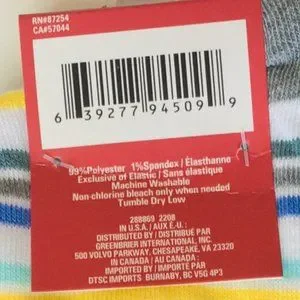 RN#87254
CA#57044
6 39277 94509 9
99%Polyester 1%Spandex / Élasthanne
Exclusive of Elastic / Sans élastique
Machine Washable
Non-chlorine bleach only when needed
Tumble Dry Low
288869 2208
IN U.S.A. / AUX É.U. :
DISTRIBUTED BY / DISTRIBUÉ PAR
GREENBRIER INTERNATIONAL, INC.
500 VOLVO PARKWAY, CHESAPEAKE, VA 23320
IN CANADA / AU CANADA :
IMPORTED BY / IMPORTÉ PAR
DTSC IMPORTS, BURNABY, BC V5G 4P3